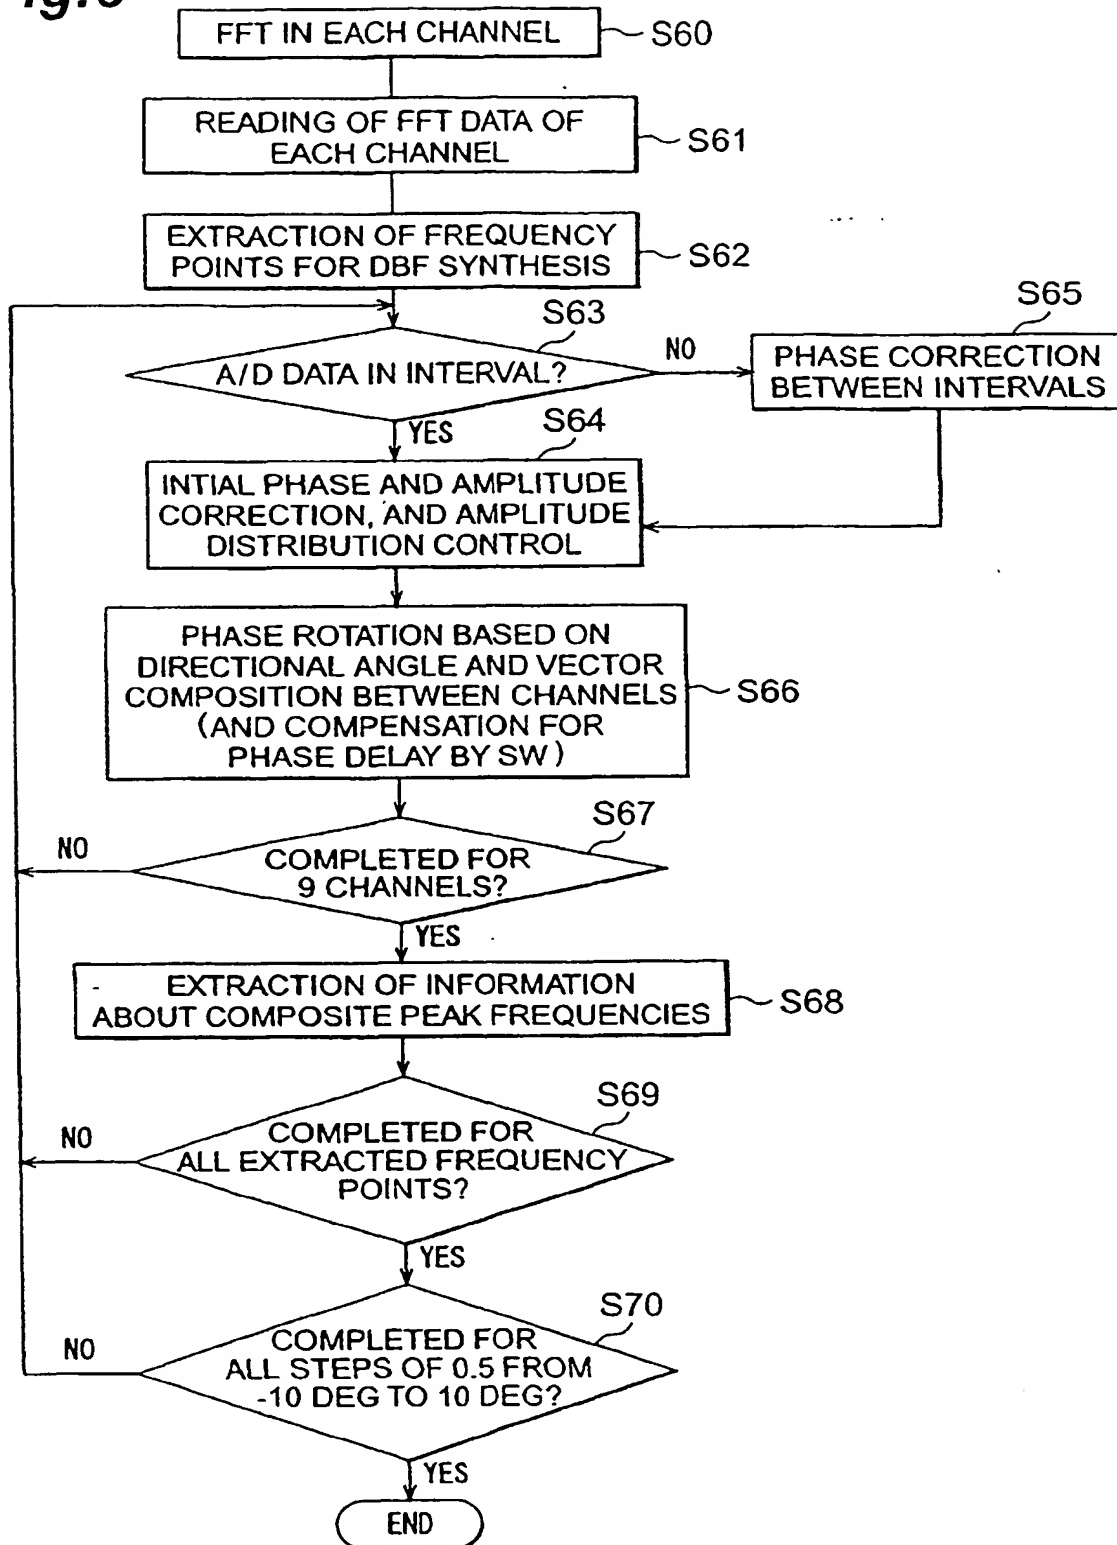 FFT IN EACH CHANNEL
S60
READING OF FFT DATA OF
EACH CHANNEL
S61
EXTRACTION OF FREQUENCY
POINTS FOR DBF SYNTHESIS
S62
S63
A/D DATA IN INTERVAL?
NO
S65
PHASE CORRECTION
BETWEEN INTERVALS
YES
S64
INTIAL PHASE AND AMPLITUDE
CORRECTION, AND AMPLITUDE
DISTRIBUTION CONTROL
PHASE ROTATION BASED ON
DIRECTIONAL ANGLE AND VECTOR
COMPOSITION BETWEEN CHANNELS
(AND COMPENSATION FOR
PHASE DELAY BY SW)
S66
S67
NO
COMPLETED FOR
9 CHANNELS?
YES
EXTRACTION OF INFORMATION
ABOUT COMPOSITE PEAK FREQUENCIES
S68
S69
NO
COMPLETED FOR
ALL EXTRACTED FREQUENCY
POINTS?
YES
S70
NO
COMPLETED FOR
ALL STEPS OF 0.5 FROM
-10 DEG TO 10 DEG?
YES
END